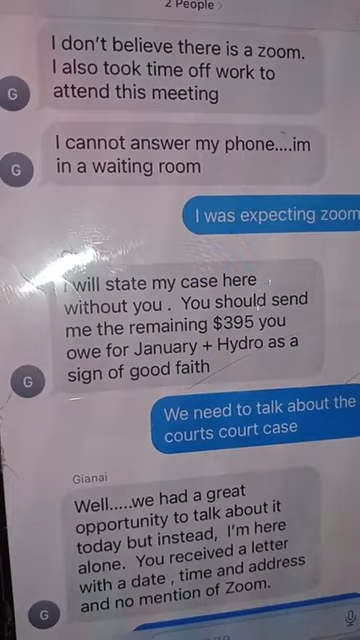 2 People >
I don't believe there is a zoom.
I also took time off work to
attend this meeting
G
I cannot answer my phone....im
in a waiting room
G
I was expecting zoom
I will state my case here
without you . You should send
me the remaining $395 you
owe for January + Hydro as a
sign of good faith
G
We need to talk about the
courts court case
Gianai
Well.....we had a great
opportunity to talk about it
today but instead, I'm here
alone. You received a letter
with a date , time and address
and no mention of Zoom.
G